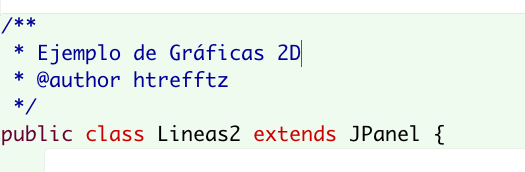 /**
 * Ejemplo de Gráficas 2D
 * @author htrefftz
 */
public class Lineas2 extends JPanel {